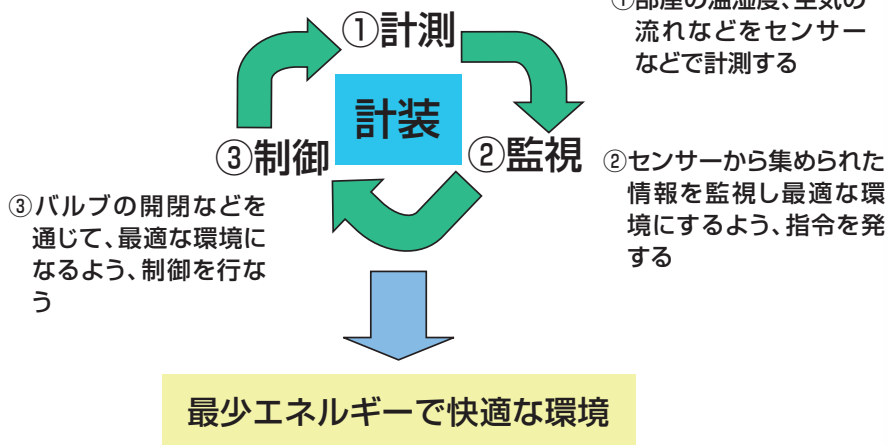 ①計測
計装
③制御
②監視
①部屋の温湿度、空気の
流れなどをセンサー
などで計測する
②センサーから集められた
情報を監視し最適な環
境にするよう、指令を発
する
③バルブの開閉などを
通じて、最適な環境に
なるよう、制御を行な
う
最少エネルギーで快適な環境